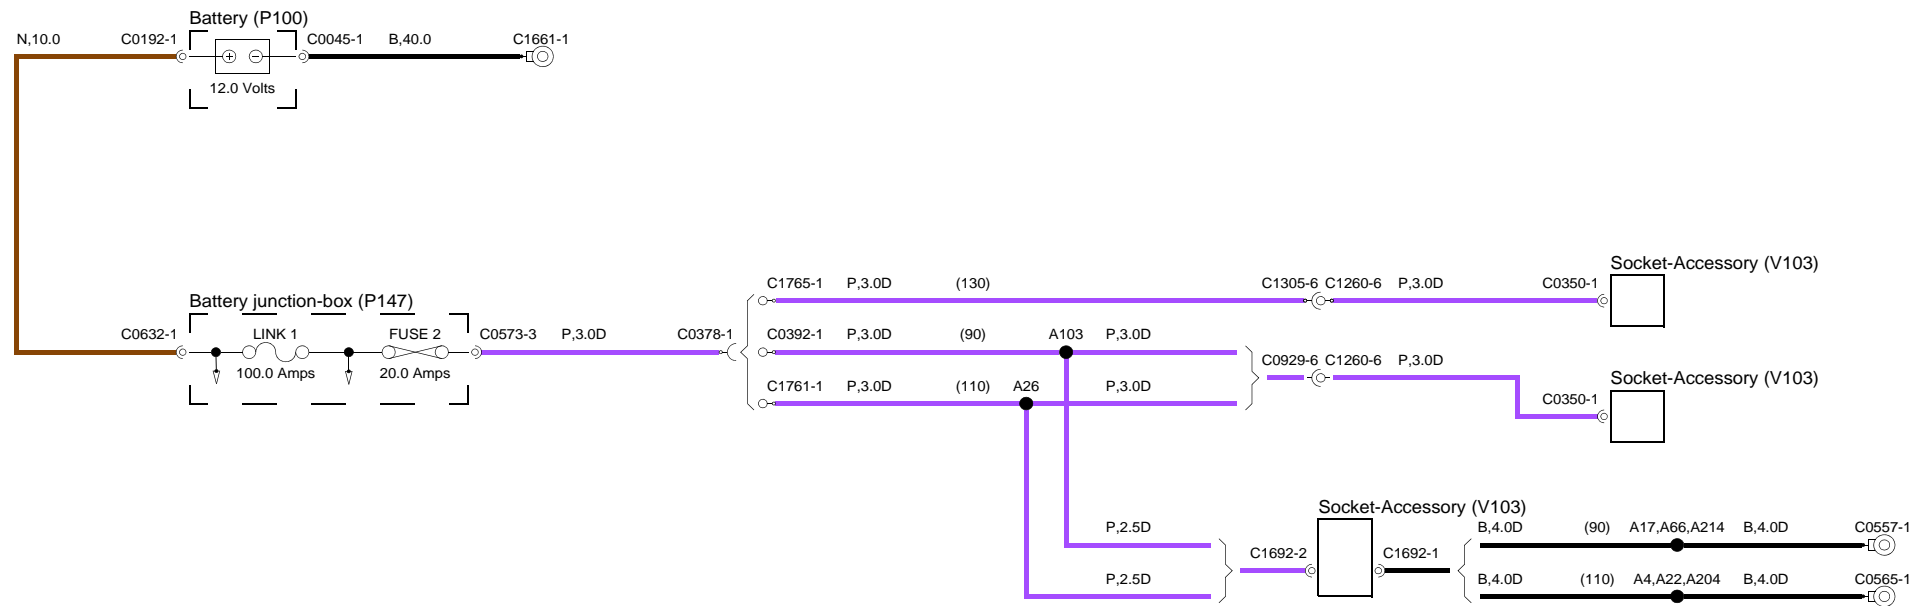 Battery (P100)
N,10.0 C0192-1 C0045-1 B,40.0 C1661-1
12.0 Volts
Socket-Accessory (V103)
C1765-1 P,3.0D (130) C1305-6 C1260-6 P,3.0D C0350-1
Battery junction-box (P147)
C0632-1 LINK 1 FUSE 2 C0573-3 P,3.0D C0378-1 C0392-1 P,3.0D (90) A103 P,3.0D
C0929-6 C1260-6 P,3.0D
100.0 Amps 20.0 Amps
Socket-Accessory (V103)
C1761-1 P,3.0D (110) A26 P,3.0D
C0350-1
Socket-Accessory (V103)
P,2.5D B,4.0D (90) A17,A66,A214 B,4.0D C0557-1
C1692-2 C1692-1
P,2.5D B,4.0D (110) A4,A22,A204 B,4.0D C0565-1